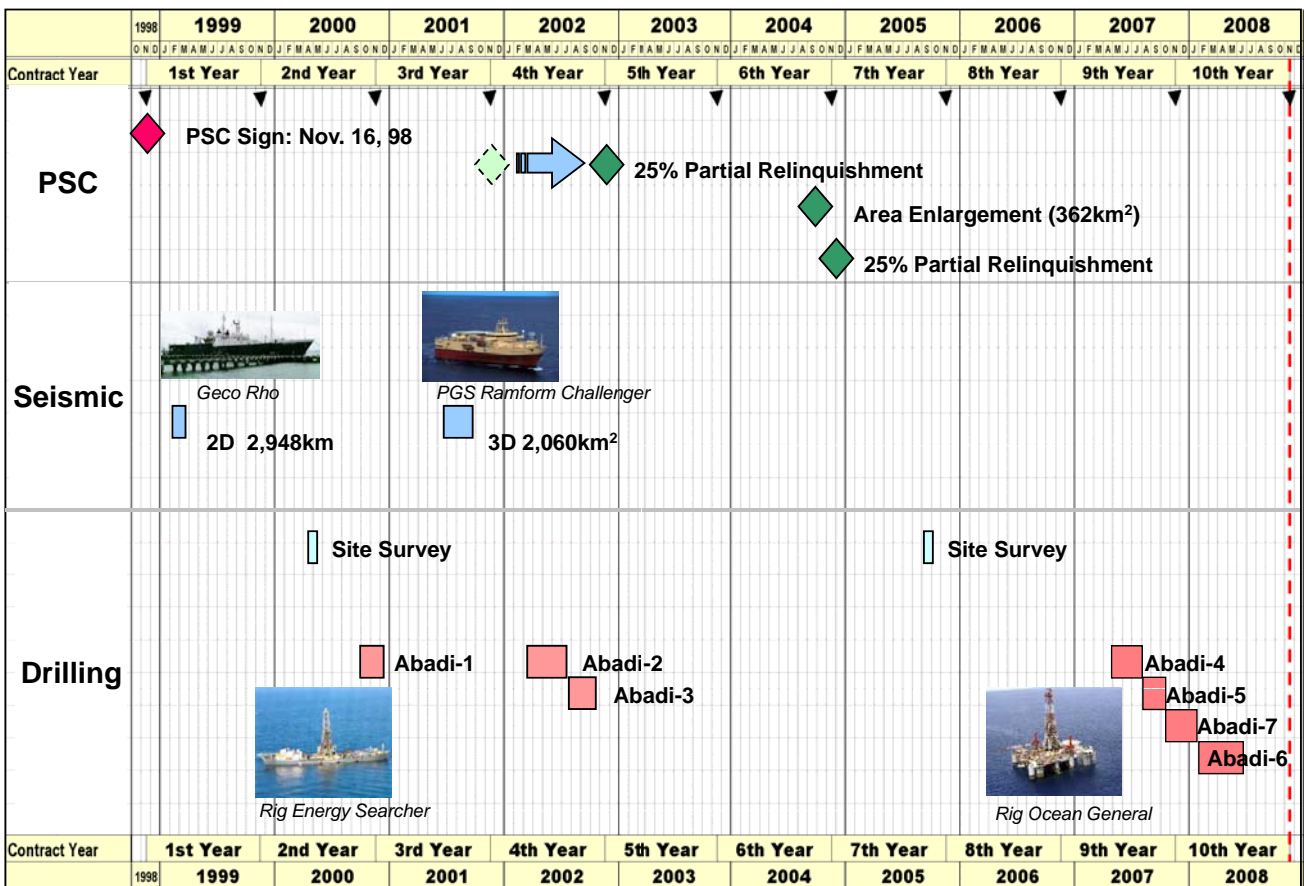 1998 1999 2000 2001 2002 2003 2004 2005 2006 2007 2008
O N D J F M A M J J A S O N D J F M A M J J A S O N D J F M A M J J A S O N D J F M A M J J A S O N D J F M A M J J A S O N D J F M A M J J A S O N D J F M A M J J A S O N D J F M A M J J A S O N D J F M A M J J A S O N D J F M A M J J A S O N D
Contract Year 1st Year 2nd Year 3rd Year 4th Year 5th Year 6th Year 7th Year 8th Year 9th Year 10th Year
PSC
PSC Sign: Nov. 16, 98
25% Partial Relinquishment
Area Enlargement (362km²)
25% Partial Relinquishment
Seismic
Geco Rho
PGS Ramform Challenger
2D 2,948km
3D 2,060km²
Drilling
Site Survey
Site Survey
Abadi-1
Abadi-2
Abadi-3
Abadi-4
Abadi-5
Abadi-7
Abadi-6
Rig Energy Searcher
Rig Ocean General
Contract Year 1st Year 2nd Year 3rd Year 4th Year 5th Year 6th Year 7th Year 8th Year 9th Year 10th Year
1998 1999 2000 2001 2002 2003 2004 2005 2006 2007 2008